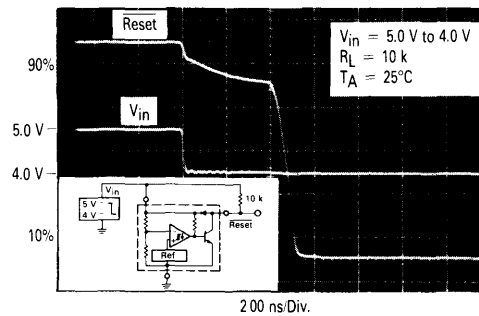 Reset
V_in = 5.0 V to 4.0 V
R_L = 10 k
T_A = 25°C
90%
V_in
5.0 V
4.0 V
V_in
5 V
4 V
10 k
Reset
Ref
10%
200 ns/Div.